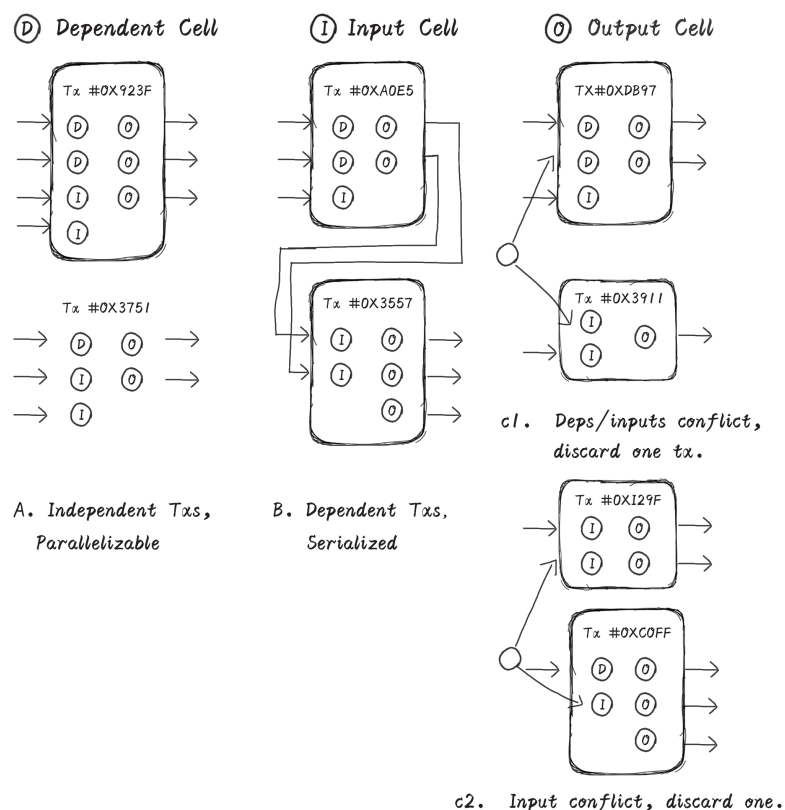 D Dependent Cell
I Input Cell
O Output Cell
Tx #0X923F
D O
D O
I O
I
Tx #0X3751
D O
I O
I
A. Independent Txs,
Parallelizable
Tx #0XA0E5
D O
D O
I
Tx #0X3557
I O
I O
O
B. Dependent Txs,
Serialized
TX#0XDB97
D O
D O
I
Tx #0X3911
I O
I
c1. Deps/inputs conflict,
discard one tx.
Tx #0X129F
I O
I O
Tx #0XC0FF
D O
I O
O
c2. Input conflict, discard one.